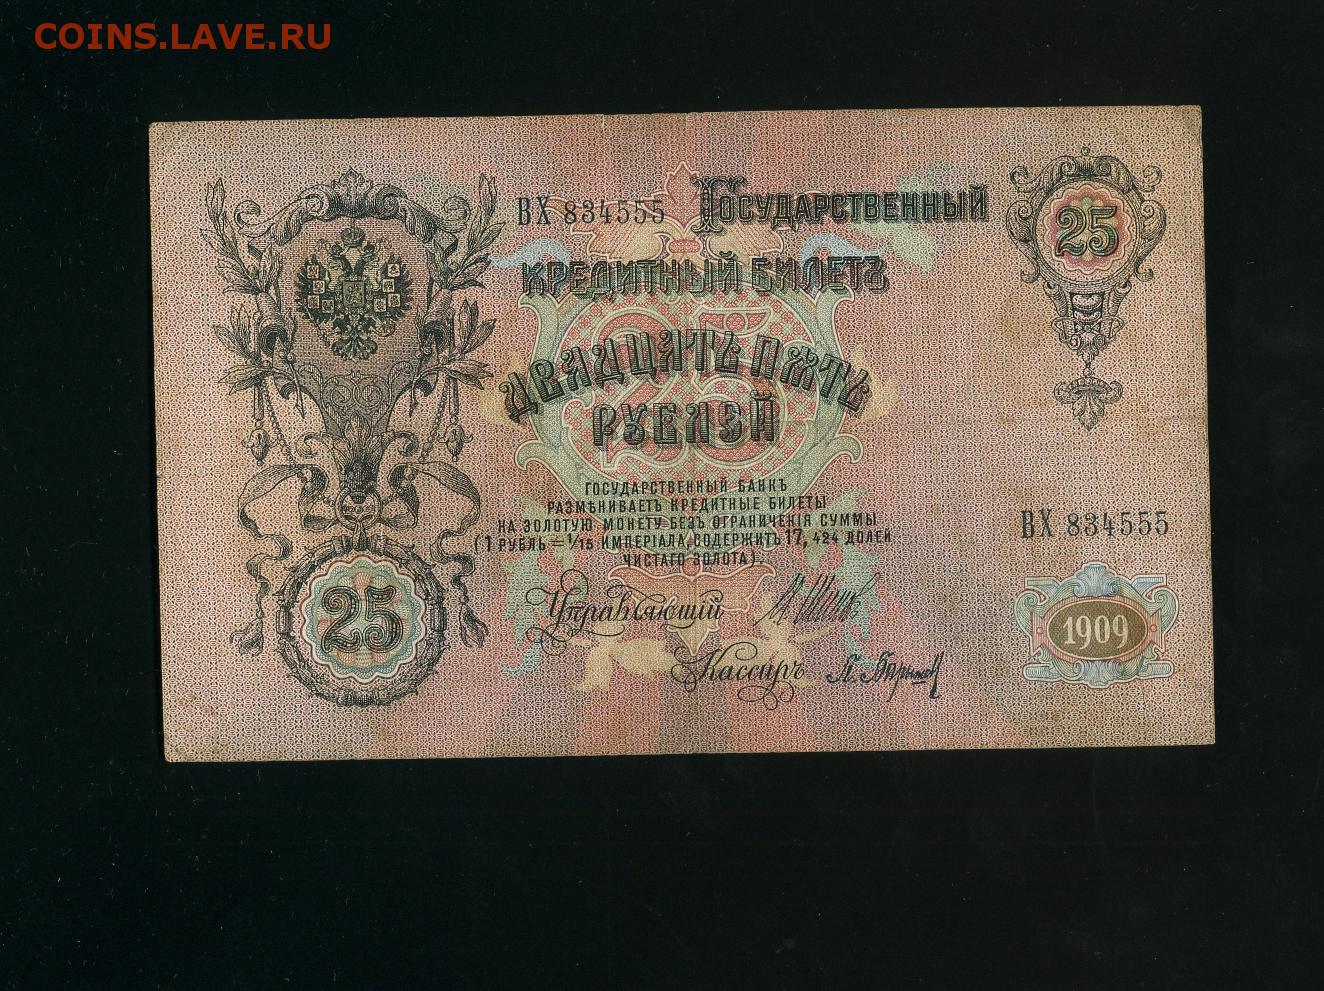 COINS.LAVE.RU
ВХ 834555
Государственный
25
кредитный билетъ
25
двадцать пѧть
рублей
ГОСУДАРСТВЕННЫЙ БАНКЪ
РАЗМѢНИВАЕТЪ КРЕДИТНЫЕ БИЛЕТЫ
НА ЗОЛОТУЮ МОНЕТУ БЕЗЪ ОГРАНИЧЕНІЯ СУММЫ
(1 РУБЛЬ = 1/15 ИМПЕРІАЛА, СОДЕРЖИТЪ 17, 424 ДОЛЕЙ
ЧИСТАГО ЗОЛОТА).
ВХ 834555
Управляющій
25
1909
Кассиръ